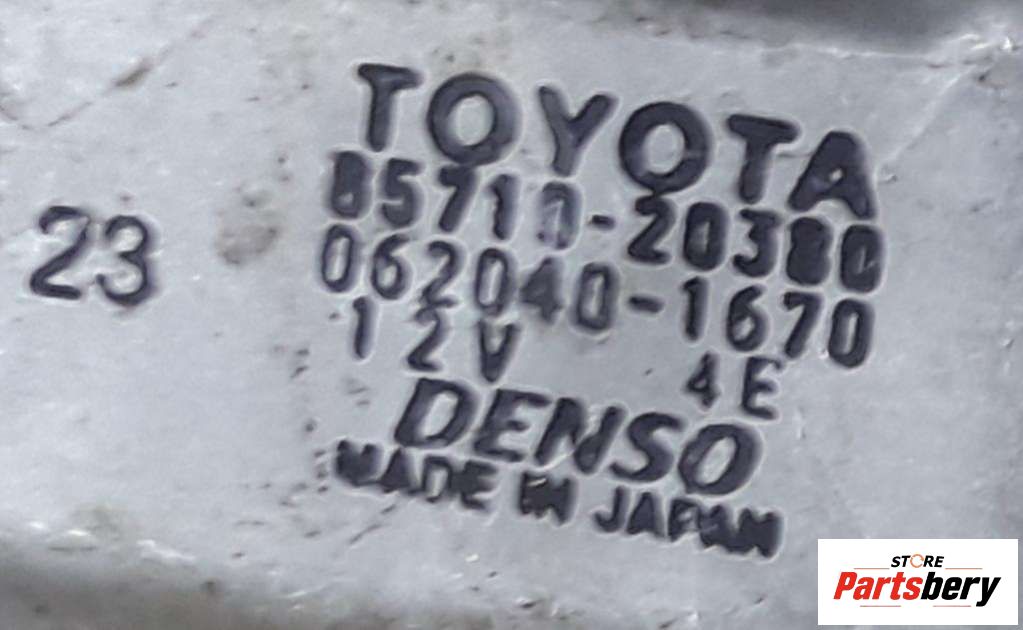 TOYOTA
85710-20380
23
062040-1670
12V 4E
DENSO
MADE IN JAPAN
STORE
Partsbery